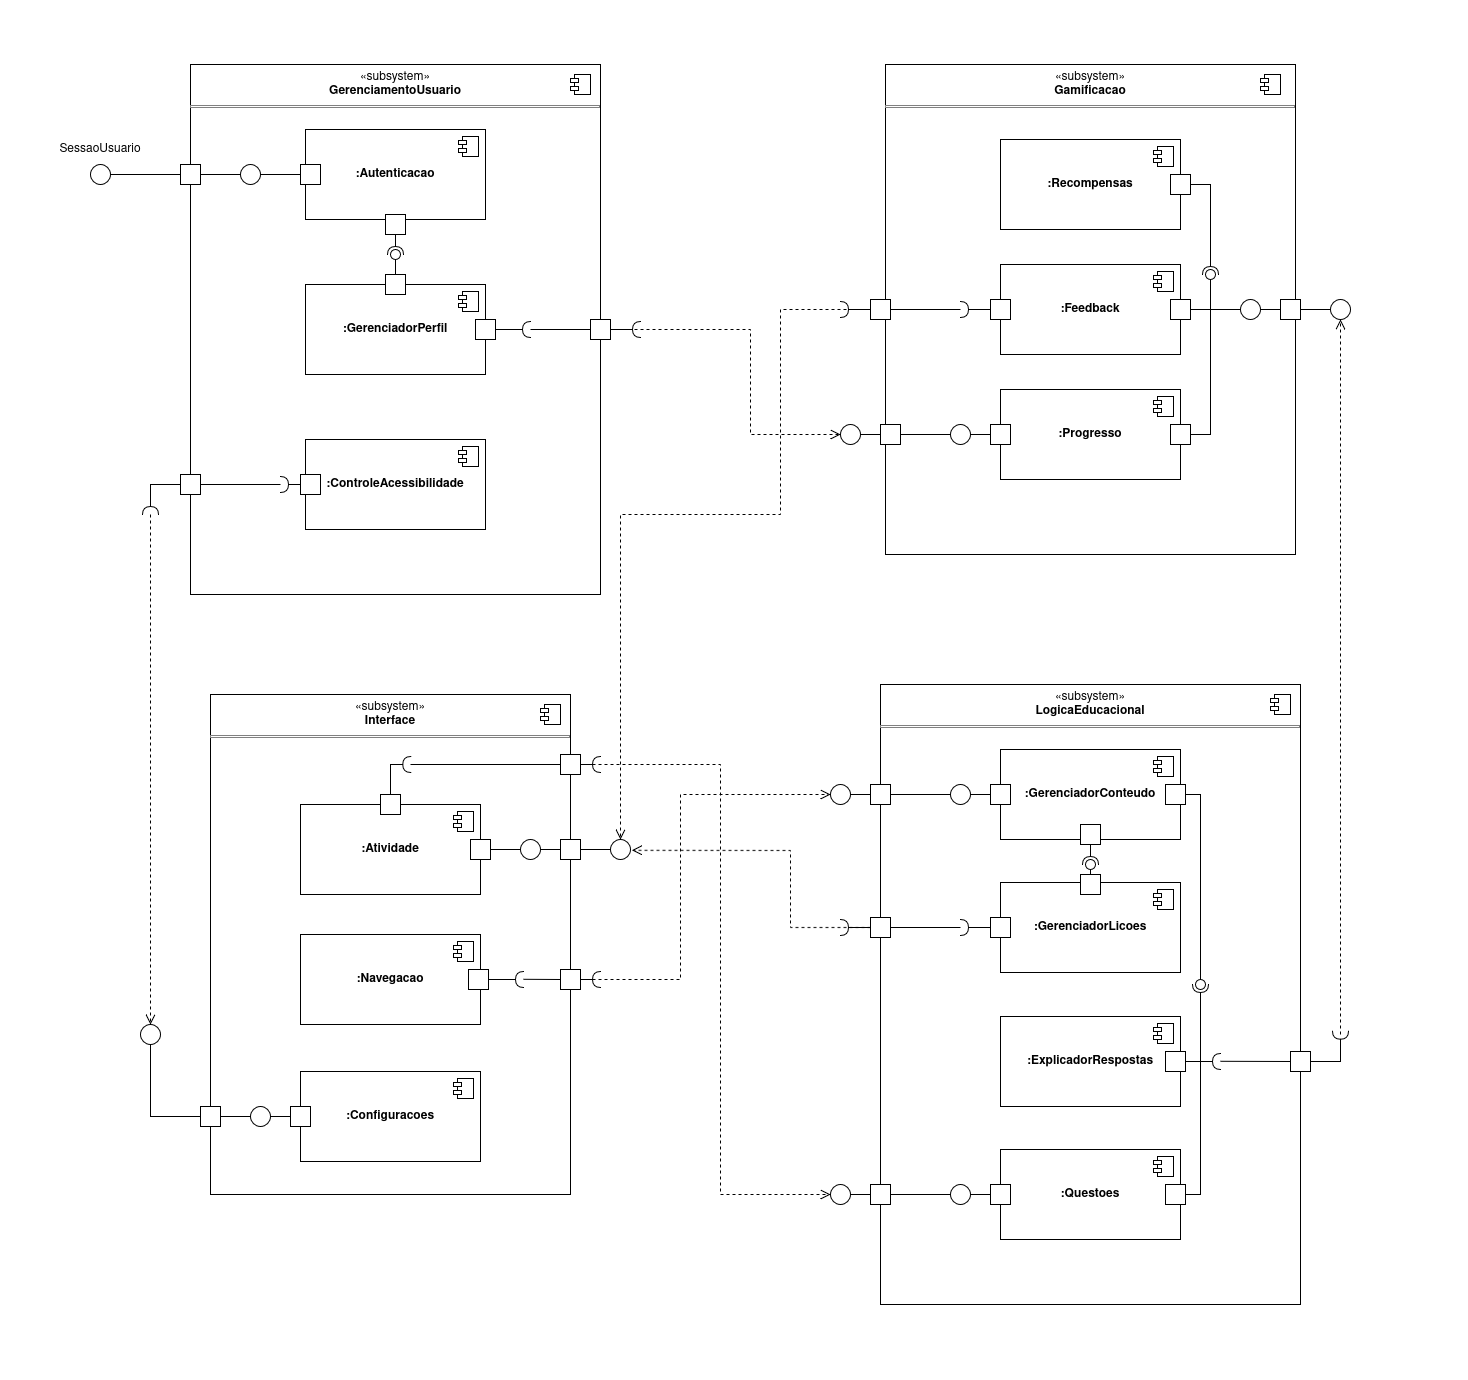 «subsystem»
GerenciamentoUsuario
SessaoUsuario
:Autenticacao
:GerenciadorPerfil
:ControleAcessibilidade
«subsystem»
Gamificacao
:Recompensas
:Feedback
:Progresso
«subsystem»
Interface
:Atividade
:Navegacao
:Configuracoes
«subsystem»
LogicaEducacional
:GerenciadorConteudo
:GerenciadorLicoes
:ExplicadorRespostas
:Questoes